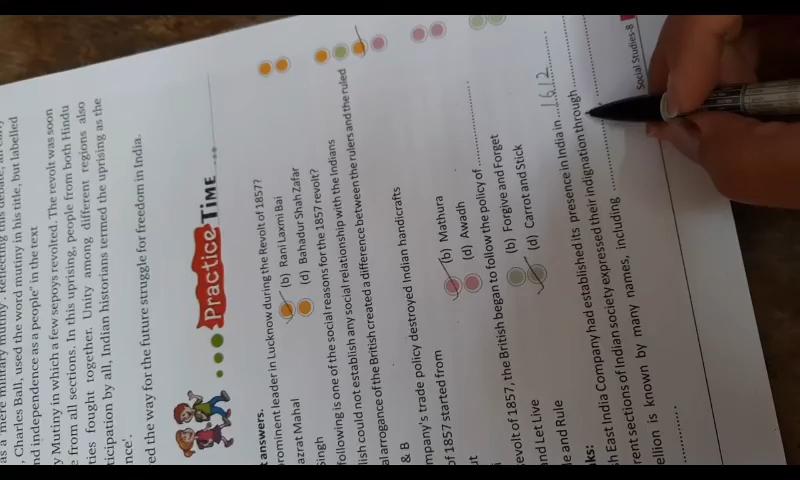 as a mere military mutiny'. Reflecting this debate, an early
, Charles Ball, used the word mutiny in his title, but labelled
nd independence as a people" in the text
y Mutiny in which a few sepoys revolted. The revolt was soon
e from all sections. In this uprising, people from both Hindu
ties fought together. Unity among different regions also
ticipation by all, Indian historians termed the uprising as the
nce'.
ed the way for the future struggle for freedom in India.
Practice TIME
t answers.
rominent leader in Lucknow during the Revolt of 1857?
azrat Mahal (b) Rani Laxmi Bai
Singh (d) Bahadur Shah Zafar
following is one of the social reasons for the 1857 revolt?
lish could not establish any social relationship with the Indians
al arrogance of the British created a difference between the rulers and the ruled
& B
mpany's trade policy destroyed Indian handicrafts
of 1857 started from
(b) Mathura
ut (d) Awadh
evolt of 1857, the British began to follow the policy of
and Let Live (b) Forgive and Forget
le and Rule (d) Carrot and Stick
ks:
h East India Company had established its presence in India in 1612
rent sections of Indian society expressed their indignation through
ellion is known by many names, including
Social Studies-8